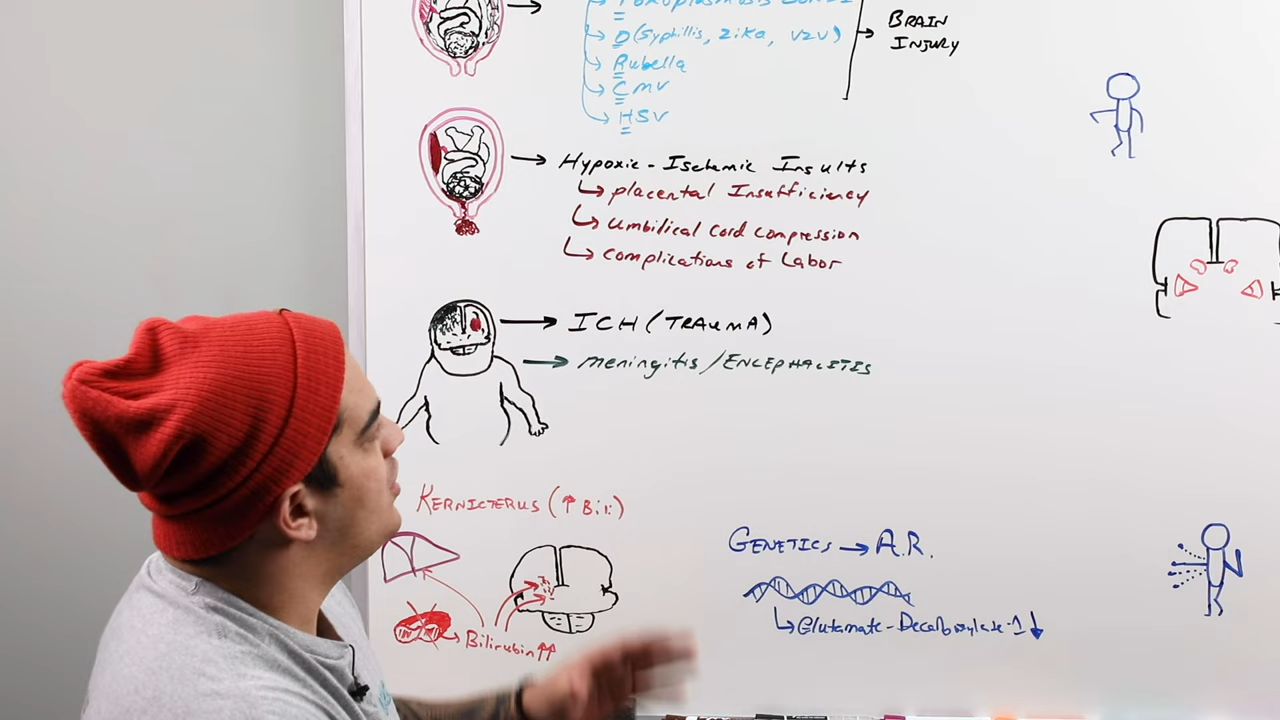 Toxoplasmosis
O (Syphillis, Zika, VZV)
Rubella
CMV
HSV
BRAIN
INJURY
Hypoxic-Ischemic Insults
placental Insufficiency
umbilical cord compression
complications of Labor
ICH (TRAUMA)
meningitis/ENCEPHALITIS
KERNICTERUS (↑ Bili)
Bilirubin ↑↑
GENETICS → A.R.
Glutamate-Decarboxylase-1 ↓